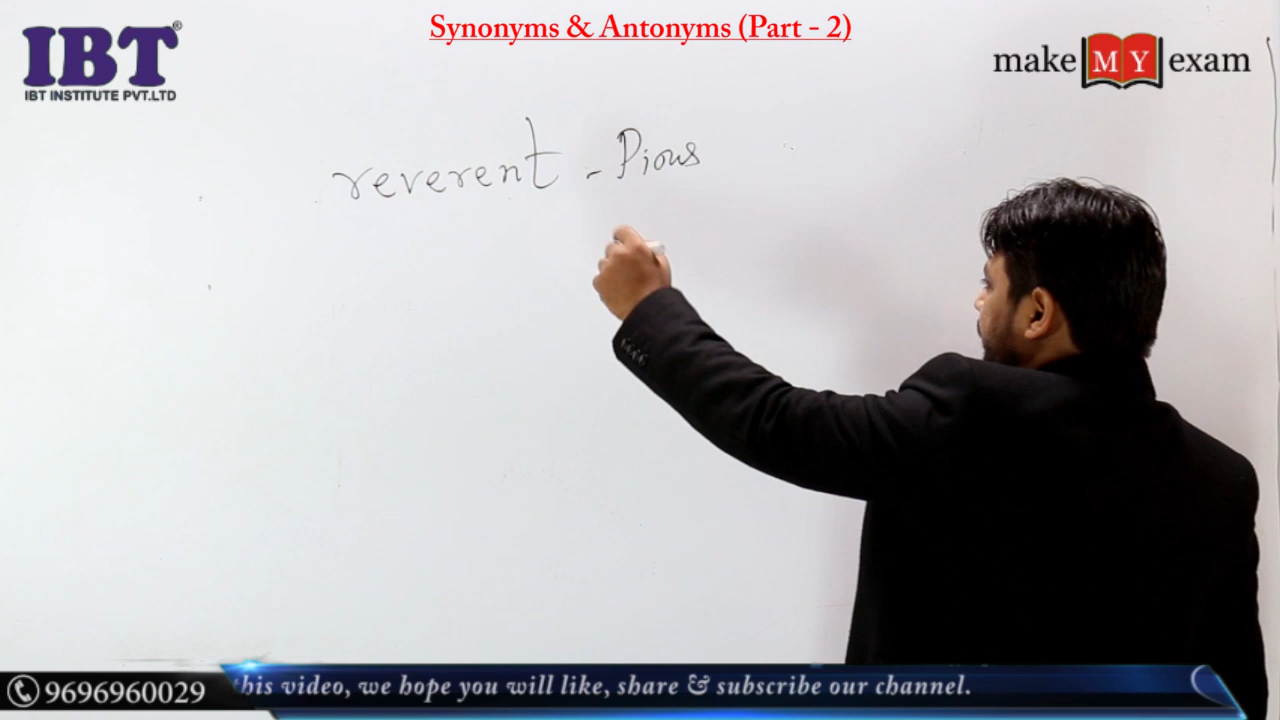 Synonyms & Antonyms (Part - 2)
IBT®
IBT INSTITUTE PVT.LTD
make MY exam
reverent - Pious
9696960029
this video, we hope you will like, share & subscribe our channel.